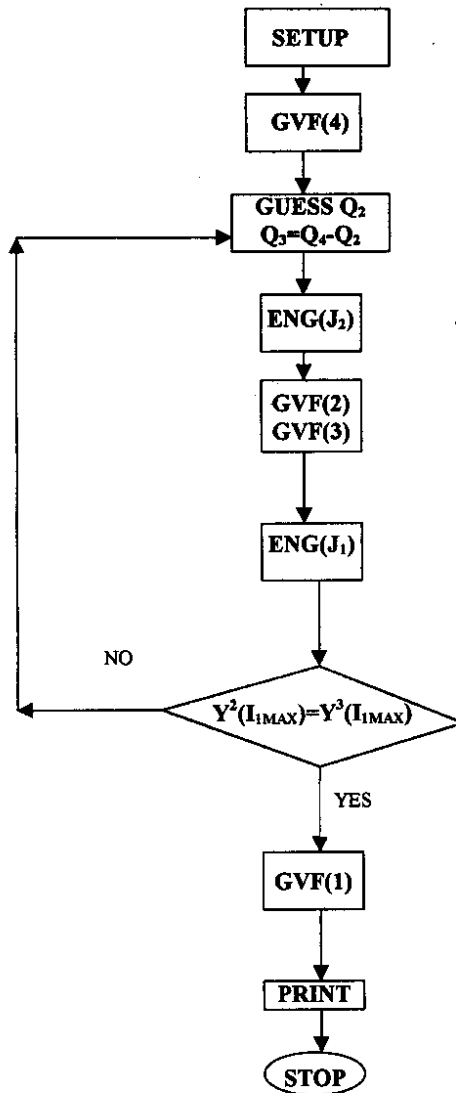 SETUP
GVF(4)
GUESS Q₂
Q₃=Q₄-Q₂
ENG(J₂)
GVF(2)
GVF(3)
ENG(J₁)
NO
Y²(I₁MAX)=Y³(I₁MAX)
YES
GVF(1)
PRINT
STOP